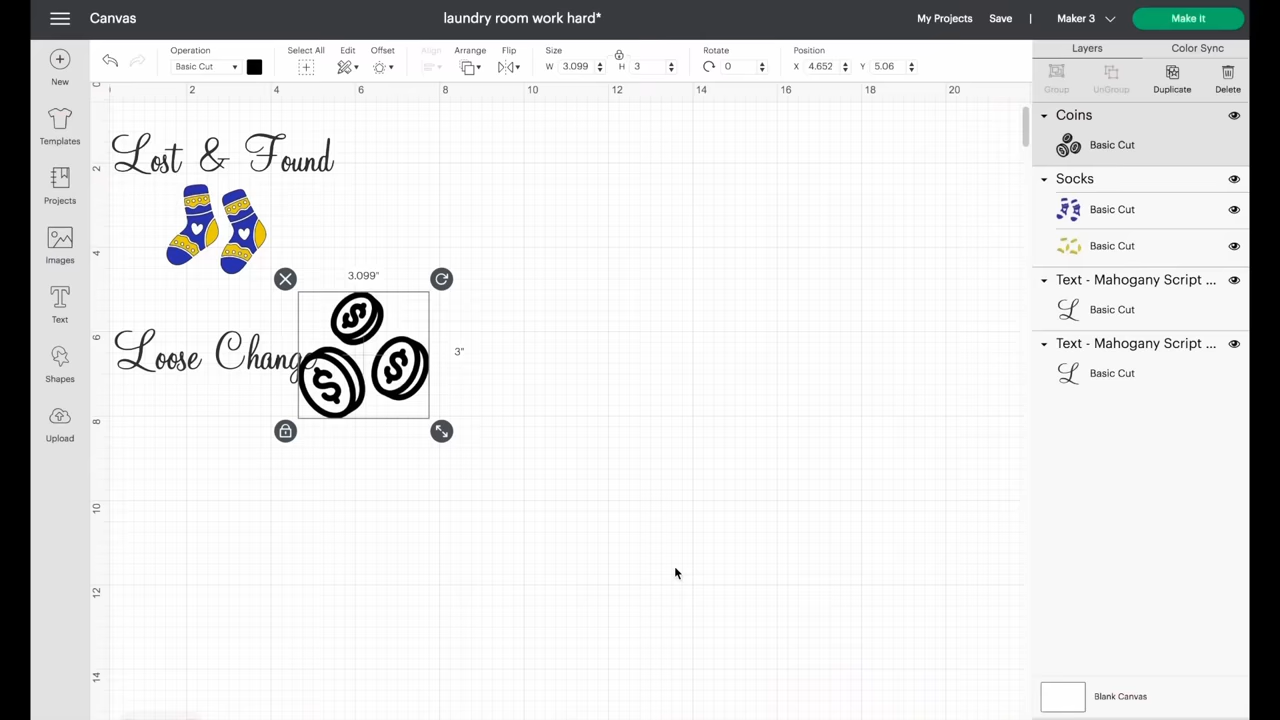 Canvas
laundry room work hard*
My Projects
Save
Maker 3
Make It
Operation
Basic Cut
Select All
Edit
Offset
Align
Arrange
Flip
Size
W 3.099
H 3
Rotate
0
Position
X 4.652
Y 5.06
Layers
Color Sync
New
Templates
Projects
Images
Text
Shapes
Upload
0
2
4
6
8
10
12
14
16
18
20
2
4
6
8
10
12
14
Lost & Found
3.099"
3"
Loose Change
$
$
$
Group
UnGroup
Duplicate
Delete
Coins
Basic Cut
Socks
Basic Cut
Basic Cut
Text - Mahogany Script ...
L
Basic Cut
Text - Mahogany Script ...
L
Basic Cut
Blank Canvas